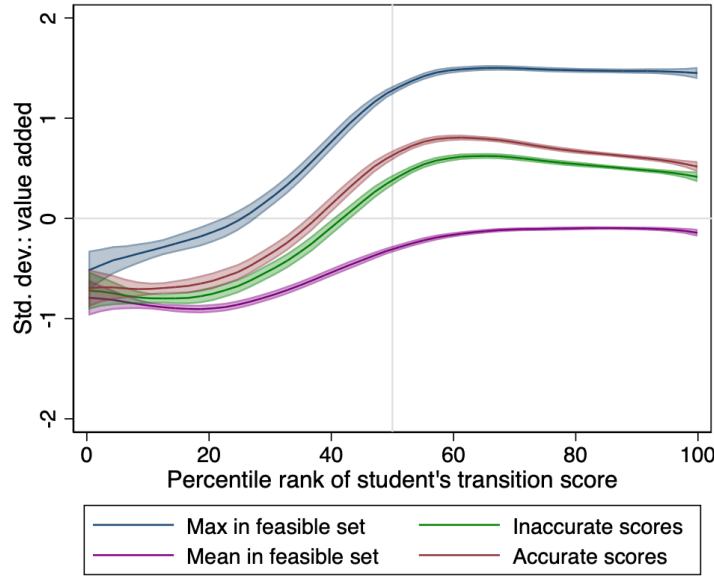 Std. dev.: value added
2
1
0
-1
-2
0 20 40 60 80 100
Percentile rank of student's transition score
Max in feasible set Inaccurate scores
Mean in feasible set Accurate scores